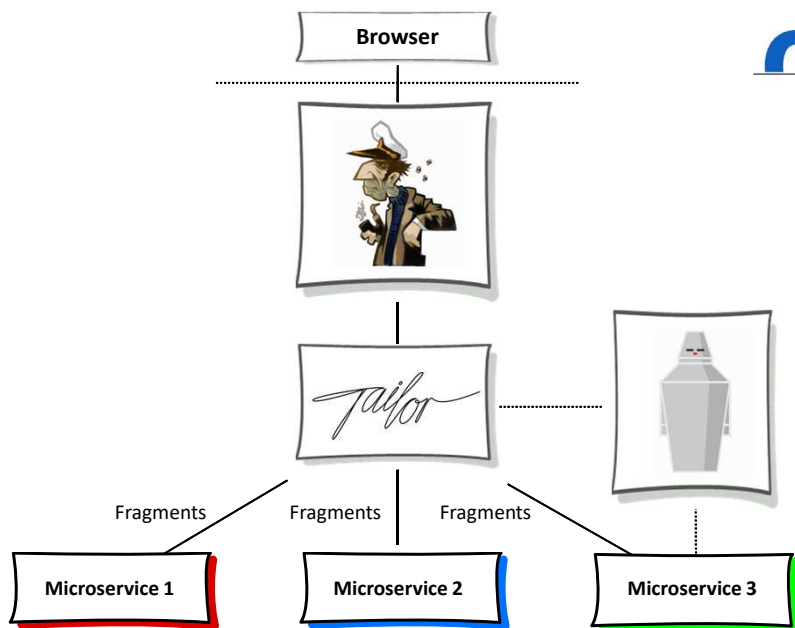 Browser
Tailor
Fragments
Fragments
Fragments
Microservice 1
Microservice 2
Microservice 3